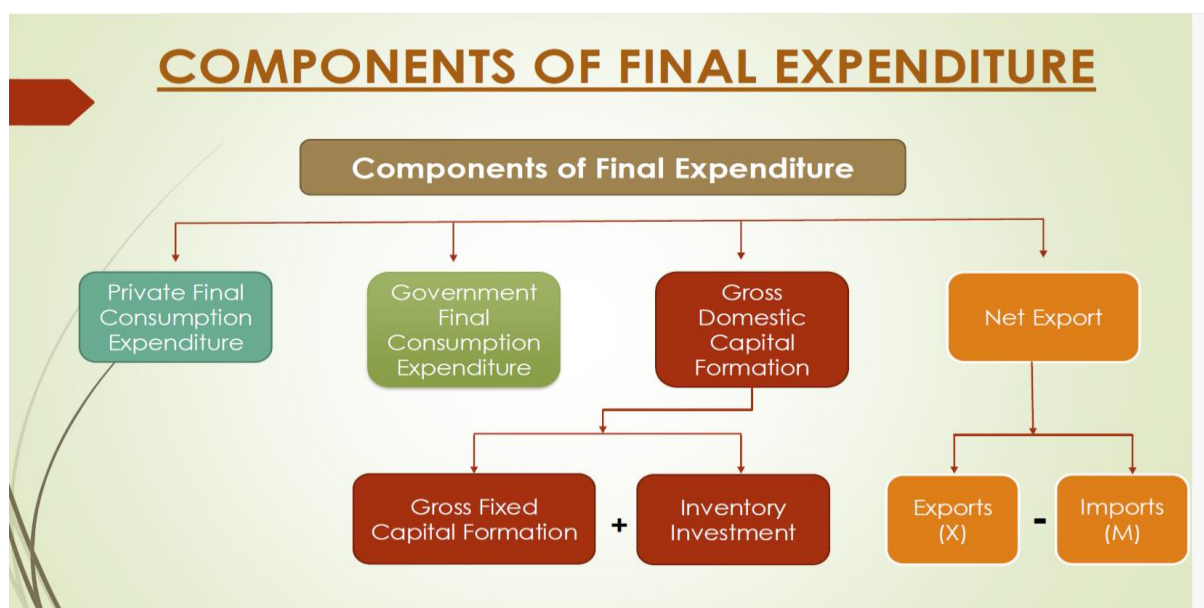 COMPONENTS OF FINAL EXPENDITURE
Components of Final Expenditure
Private Final
Consumption
Expenditure
Government
Final
Consumption
Expenditure
Gross
Domestic
Capital
Formation
Net Export
Gross Fixed
Capital Formation
+
Inventory
Investment
Exports
(X)
-
Imports
(M)